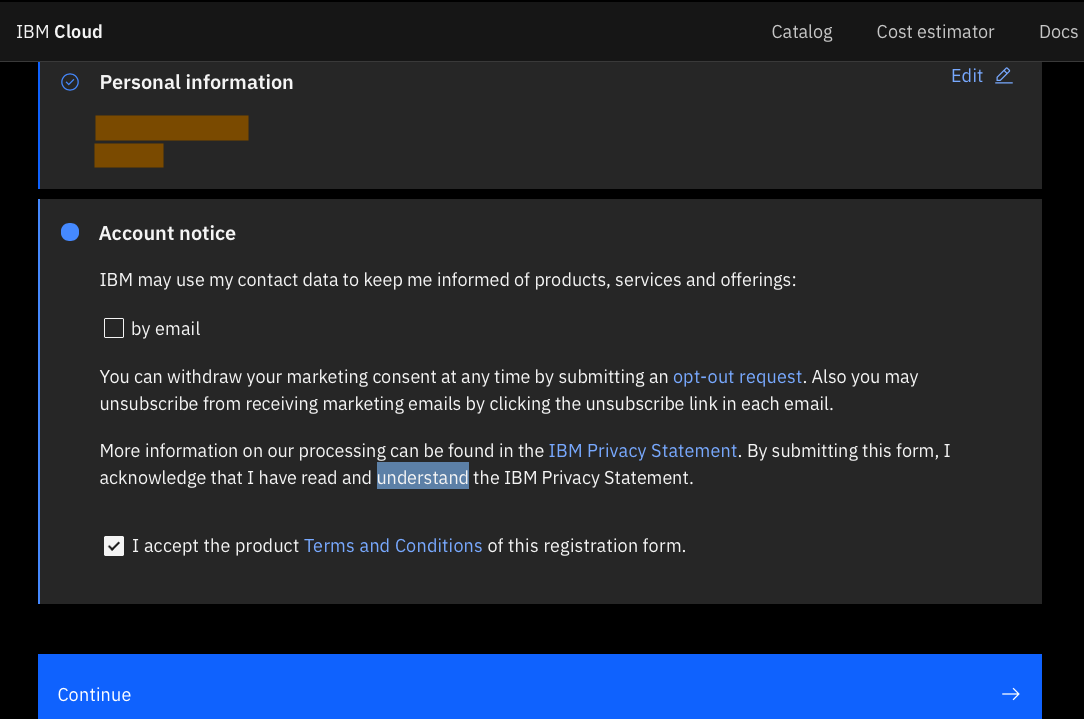 IBM Cloud Catalog Cost estimator Docs
Personal information Edit
Account notice
IBM may use my contact data to keep me informed of products, services and offerings:
by email
You can withdraw your marketing consent at any time by submitting an opt-out request. Also you may
unsubscribe from receiving marketing emails by clicking the unsubscribe link in each email.
More information on our processing can be found in the IBM Privacy Statement. By submitting this form, I
acknowledge that I have read and understand the IBM Privacy Statement.
I accept the product Terms and Conditions of this registration form.
Continue